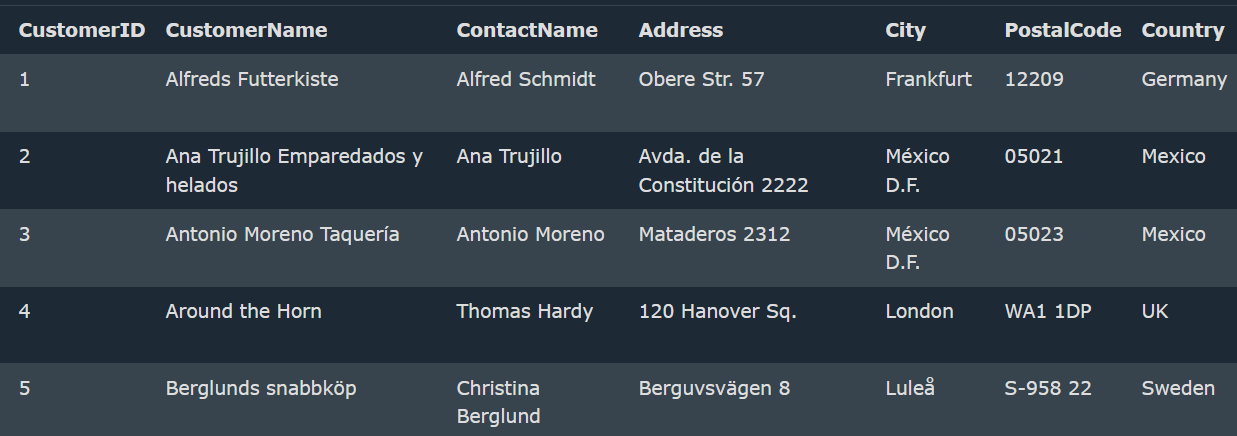 CustomerID CustomerName ContactName Address City PostalCode Country
1 Alfreds Futterkiste Alfred Schmidt Obere Str. 57 Frankfurt 12209 Germany
2 Ana Trujillo Emparedados y Ana Trujillo Avda. de la México 05021 Mexico
helados Constitución 2222 D.F.
3 Antonio Moreno Taquería Antonio Moreno Mataderos 2312 México 05023 Mexico
D.F.
4 Around the Horn Thomas Hardy 120 Hanover Sq. London WA1 1DP UK
5 Berglunds snabbköp Christina Berguvsvägen 8 Luleå S-958 22 Sweden
Berglund